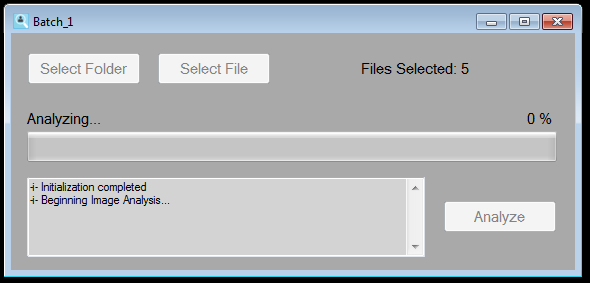 Batch_1
Select Folder Select File Files Selected: 5
Analyzing... 0 %
-i- Initialization completed
-i- Beginning Image Analysis...
Analyze